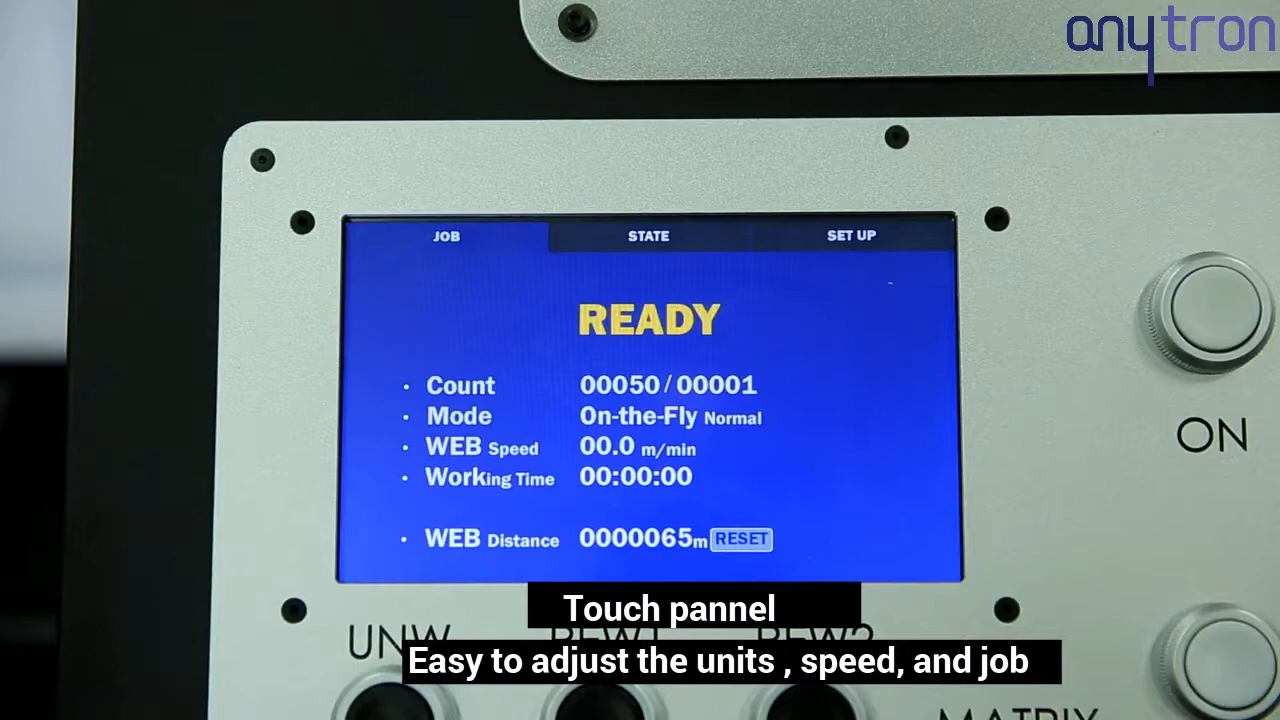 anytron
JOB STATE SET UP
READY
• Count 00050/00001
• Mode On-the-Fly Normal
• WEB Speed 00.0 m/min
• Working Time 00:00:00
• WEB Distance 0000065m RESET
ON
Touch pannel
UNW REW1 REW2
Easy to adjust the units , speed, and job
MATRIX